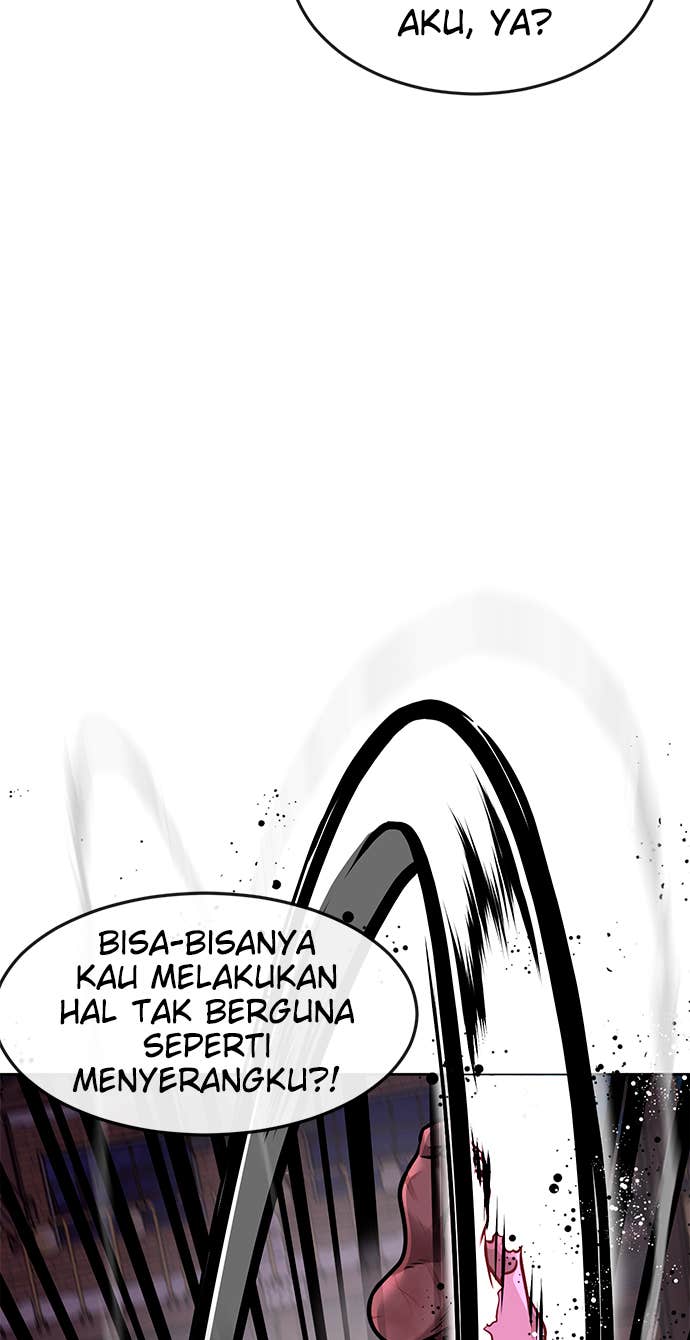 AKU, YA?
BISA-BISANYA
KAU MELAKUKAN
HAL TAK BERGUNA
SEPERTI
MENYERANGKU?!